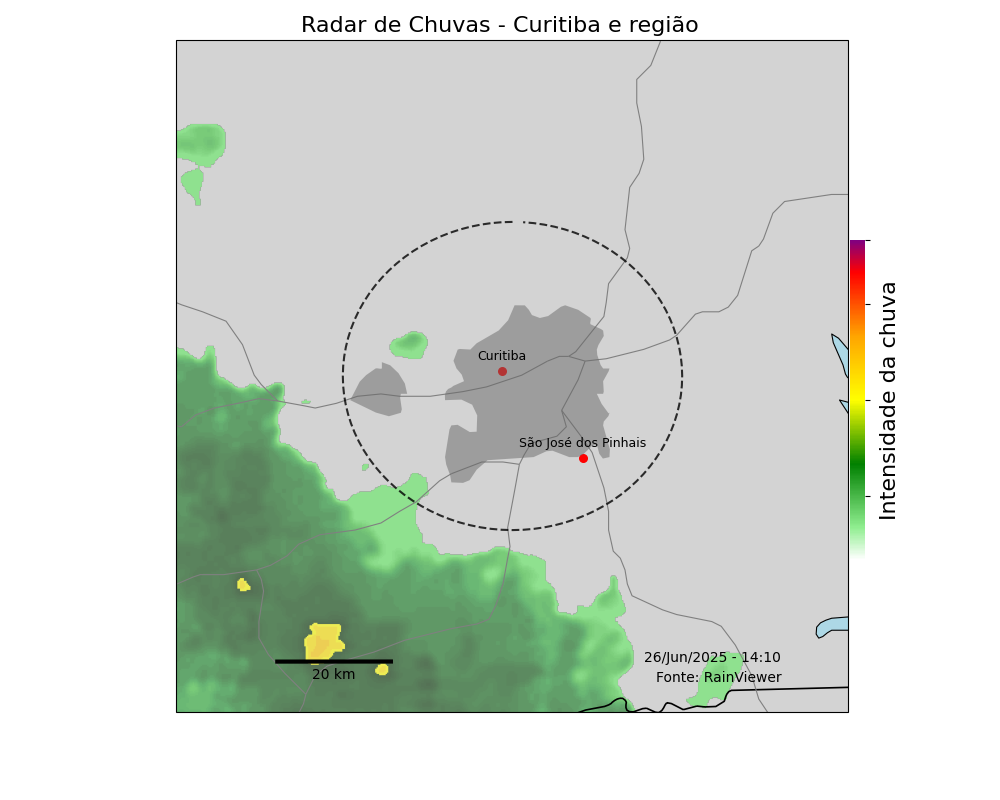 Radar de Chuvas - Curitiba e região
Curitiba
São José dos Pinhais
Intensidade da chuva
26/Jun/2025 - 14:10
Fonte: RainViewer
20 km